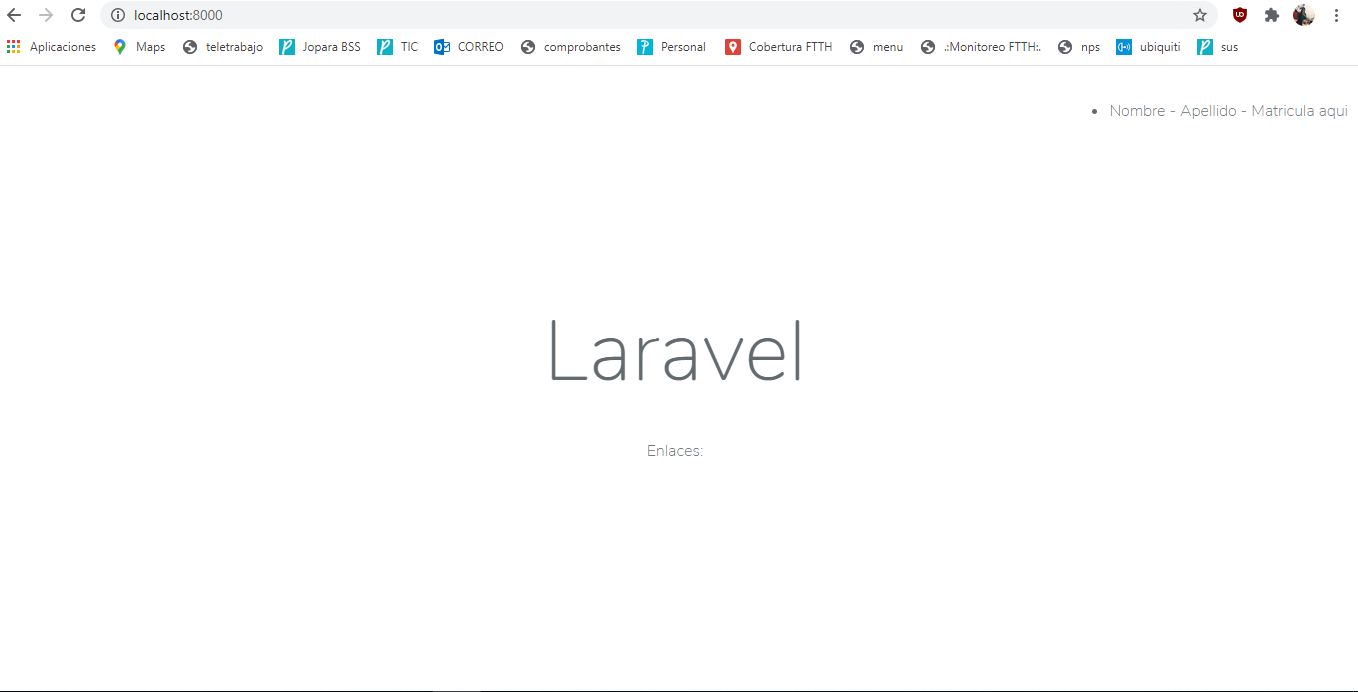 localhost:8000
Aplicaciones Maps teletrabajo Jopara BSS TIC CORREO comprobantes Personal Cobertura FTTH menu .:Monitoreo FTTH:. nps ubiquiti sus
• Nombre - Apellido - Matricula aqui
Laravel
Enlaces: